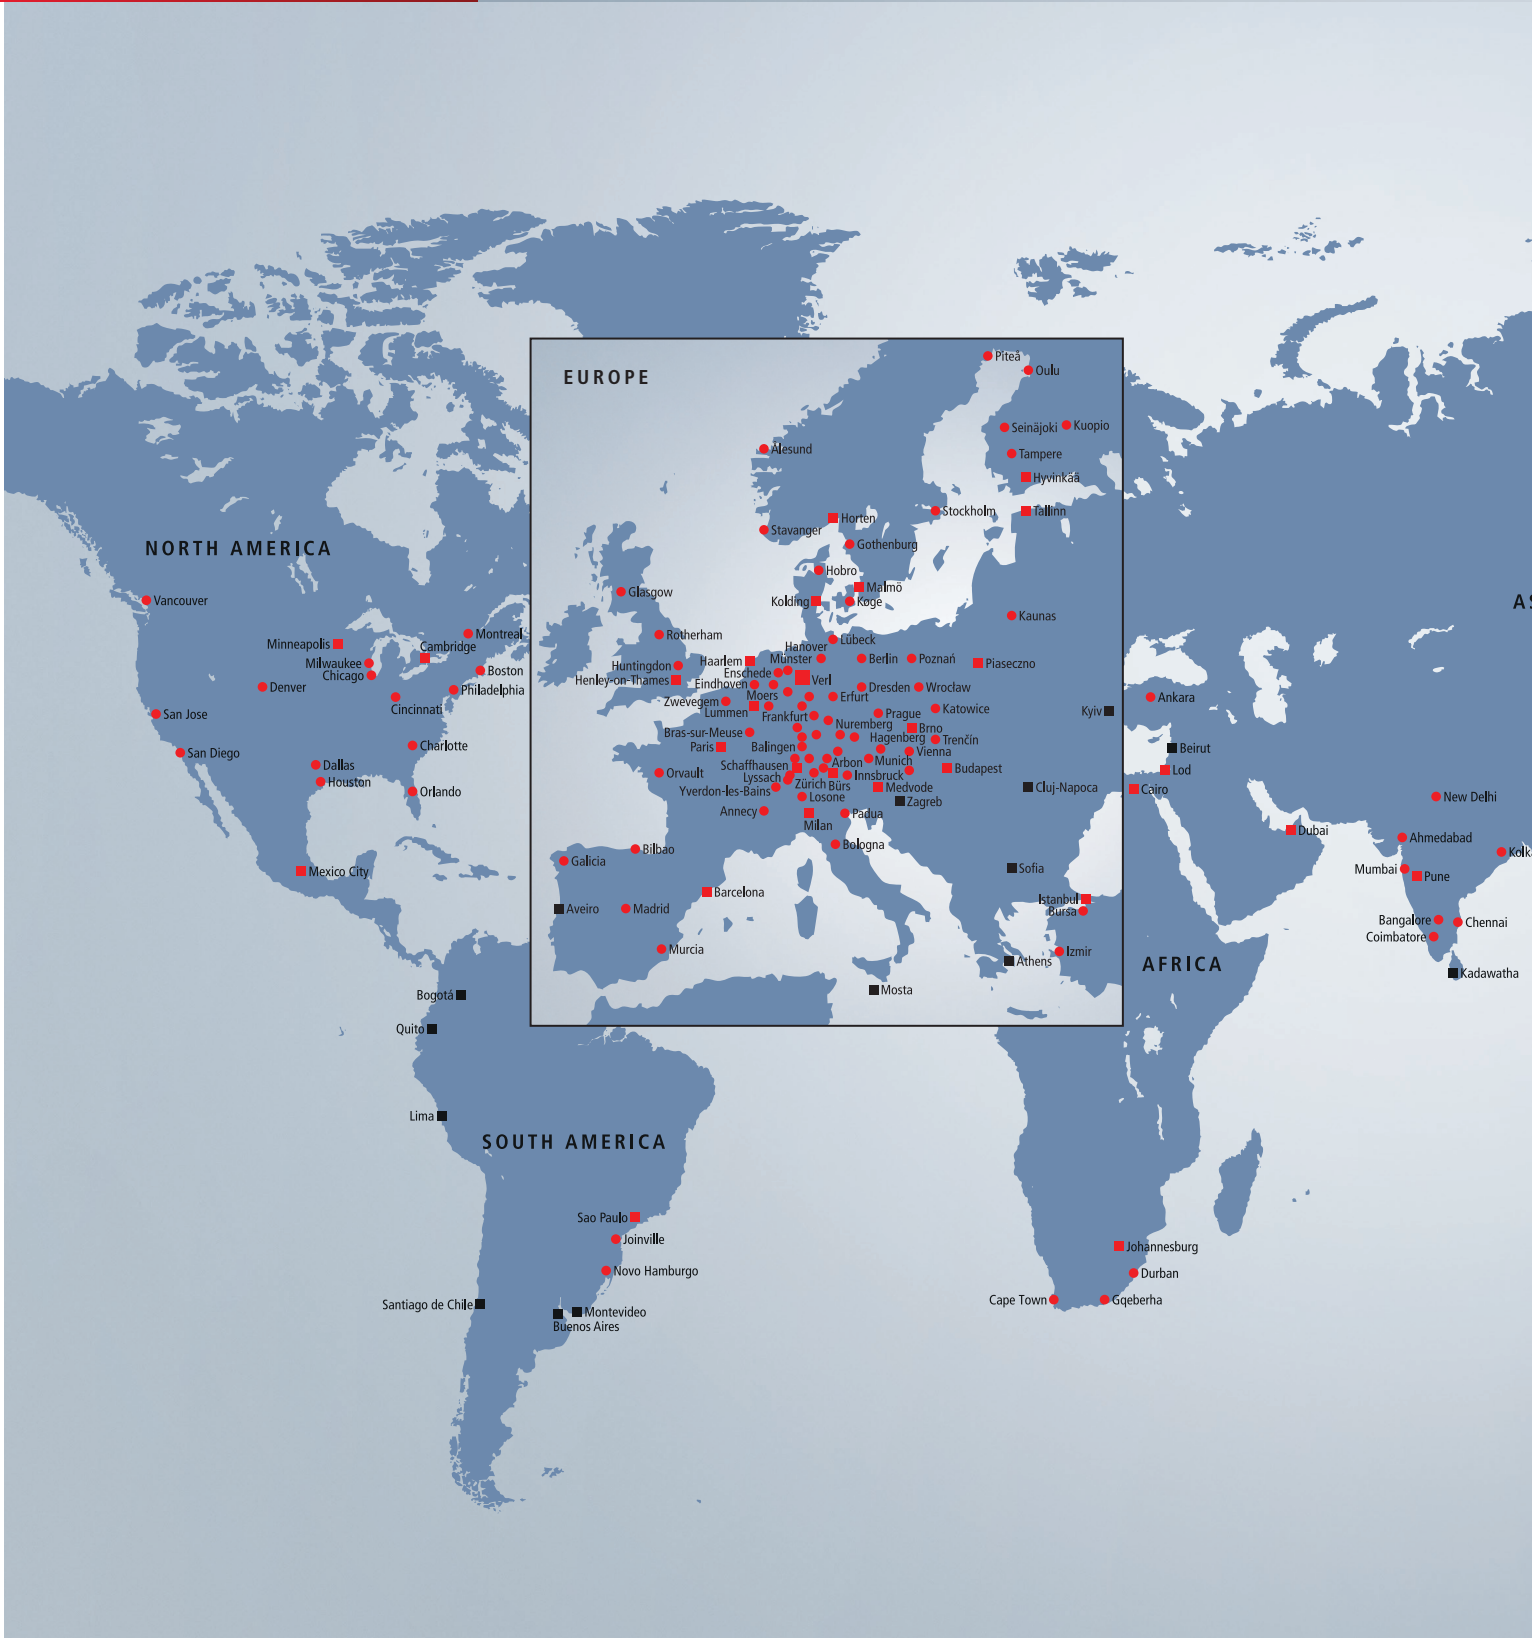 EUROPE
Piteå
Oulu
Seinäjoki
Kuopio
Ålesund
Tampere
Hyvinkää
Horten
Stockholm
Tallinn
Stavanger
Gothenburg
NORTH AMERICA
Hobro
Malmö
Glasgow
Kolding
Køge
Vancouver
Kaunas
Montreal
Rotherham
Lübeck
Minneapolis
Cambridge
Hanover
Milwaukee
Haarlem
Münster
Berlin
Poznań
Piaseczno
Chicago
Boston
Huntingdon
Enschede
Henley-on-Thames
Eindhoven
Verl
Denver
Philadelphia
Moers
Erfurt
Dresden
Wrocław
Ankara
Cincinnati
Zwevegem
Lummen
Katowice
Kyiv
San Jose
Frankfurt
Prague
Nuremberg
Brno
Bras-sur-Meuse
Hagenberg
Trenčín
Charlotte
Paris
Balingen
Vienna
Beirut
San Diego
Dallas
Schaffhausen
Arbon
Munich
Budapest
Lod
Houston
Orvault
Lyssach
Zürich
Bürs
Innsbruck
Orlando
Yverdon-les-Bains
Medvode
Cluj-Napoca
Cairo
Losone
Zagreb
New Delhi
Annecy
Milan
Padua
Dubai
Ahmedabad
Bilbao
Bologna
Galicia
Mexico City
Sofia
Mumbai
Pune
Barcelona
Istanbul
Aveiro
Madrid
Bursa
Bangalore
Chennai
Coimbatore
Murcia
Izmir
Athens
AFRICA
Kadawatha
Mosta
Bogotá
Quito
Lima
SOUTH AMERICA
Sao Paulo
Joinville
Johannesburg
Novo Hamburgo
Durban
Santiago de Chile
Cape Town
Gqeberha
Montevideo
Buenos Aires